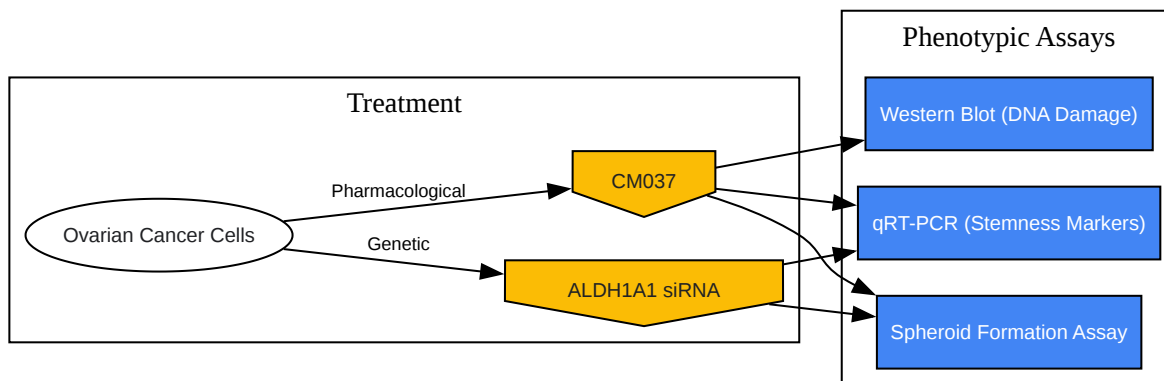 Treatment
Ovarian Cancer Cells
Pharmacological
Genetic
CM037
ALDH1A1 siRNA
Phenotypic Assays
Western Blot (DNA Damage)
qRT-PCR (Stemness Markers)
Spheroid Formation Assay